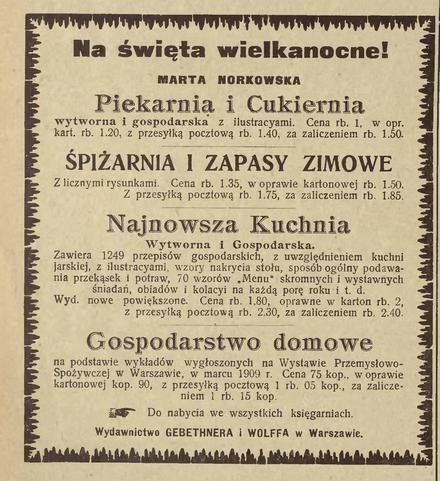 Na święta wielkanocne!
MARTA NORKOWSKA
Piekarnia i Cukiernia
wytworna i gospodarska z ilustracyami. Cena rb. 1, w opr.
kart. rb. 1.20, z przesyłką pocztową rb. 1.40, za zaliczeniem rb. 1.50.
ŚPIŻARNIA I ZAPASY ZIMOWE
Z licznymi rysunkami. Cena rb. 1.35, w oprawie kartonowej rb. 1.50.
Z przesyłką pocztową rb. 1.75, za zaliczeniem rb. 1.85.
Najnowsza Kuchnia
Wytworna i Gospodarska.
Zawiera 1249 przepisów gospodarskich, z uwzględnieniem kuchni
jarskiej, z ilustracyami, wzory nakrycia stołu, sposób ogólny podawa-
nia przekąsek i potraw, 70 wzorów „Menu" skromnych i wystawnych
śniadań, obiadów i kolacyi na każdą porę roku i t. d.
Wyd. nowe powiększone. Cena rb. 1.80, oprawne w karton rb. 2,
z przesyłką pocztową rb. 2.30, za zaliczeniem rb. 2.40.
Gospodarstwo domowe
na podstawie wykładów wygłoszonych na Wystawie Przemysłowo-
Spożywczej w Warszawie, w marcu 1909 r. Cena 75 kop., w oprawie
kartonowej kop. 90, z przesyłką pocztową 1 rb. 05 kop., za zalicze-
niem 1 rb. 15 kop.
Do nabycia we wszystkich księgarniach.
Wydawnictwo GEBETHNERA i WOLFFA w Warszawie.